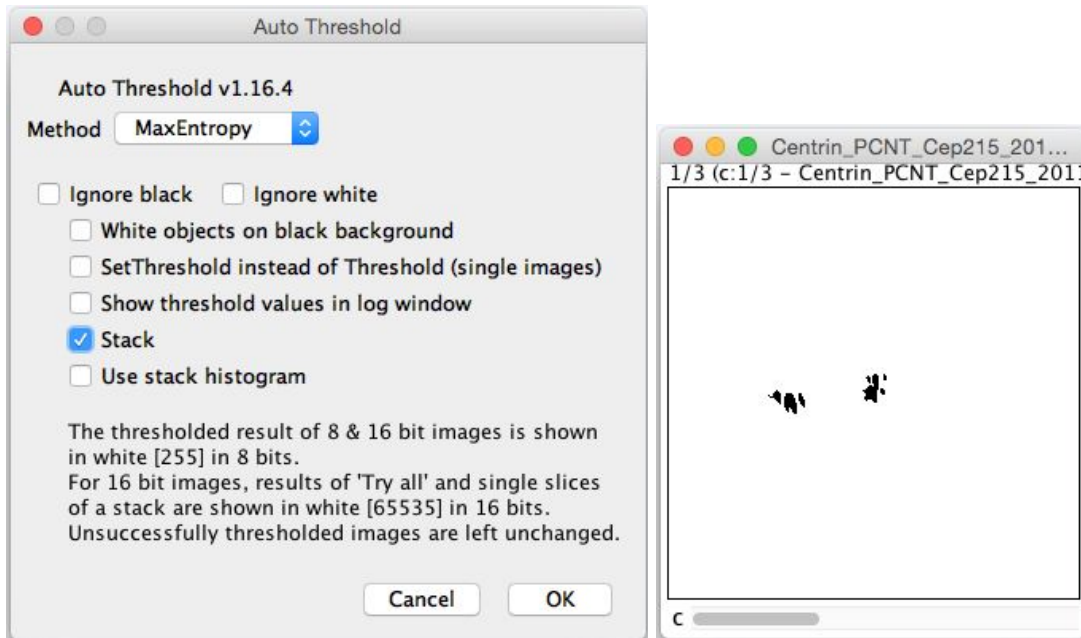 Auto Threshold
Auto Threshold v1.16.4
Method MaxEntropy
Ignore black Ignore white
White objects on black background
SetThreshold instead of Threshold (single images)
Show threshold values in log window
Stack
Use stack histogram
The thresholded result of 8 & 16 bit images is shown
in white [255] in 8 bits.
For 16 bit images, results of 'Try all' and single slices
of a stack are shown in white [65535] in 16 bits.
Unsuccessfully thresholded images are left unchanged.
Cancel OK
Centrin_PCNT_Cep215_201...
1/3 (c:1/3 – Centrin_PCNT_Cep215_2011
c